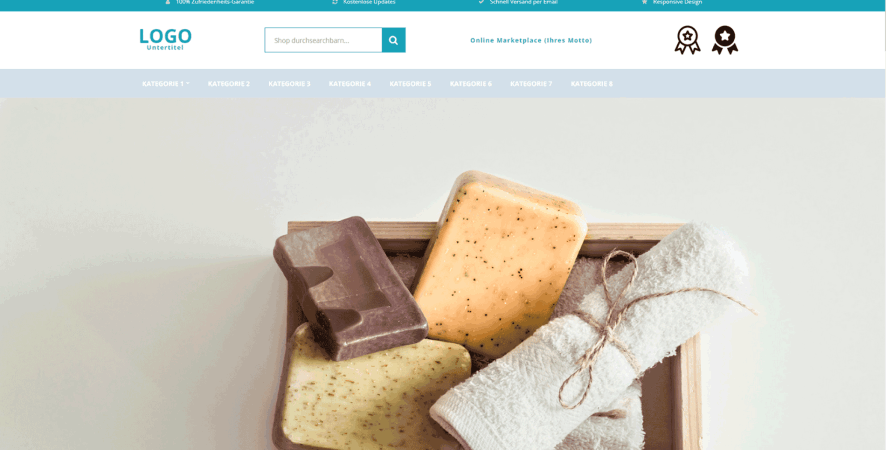 100% Zufriedenheits-Garantie
Kostenlose Updates
Schnell Versand per Email
Responsive Design
LOGO
Untertitel
Shop durchsearchbarn...
Online Marketplace (Ihres Motto)
KATEGORIE 1
KATEGORIE 2
KATEGORIE 3
KATEGORIE 4
KATEGORIE 5
KATEGORIE 6
KATEGORIE 7
KATEGORIE 8